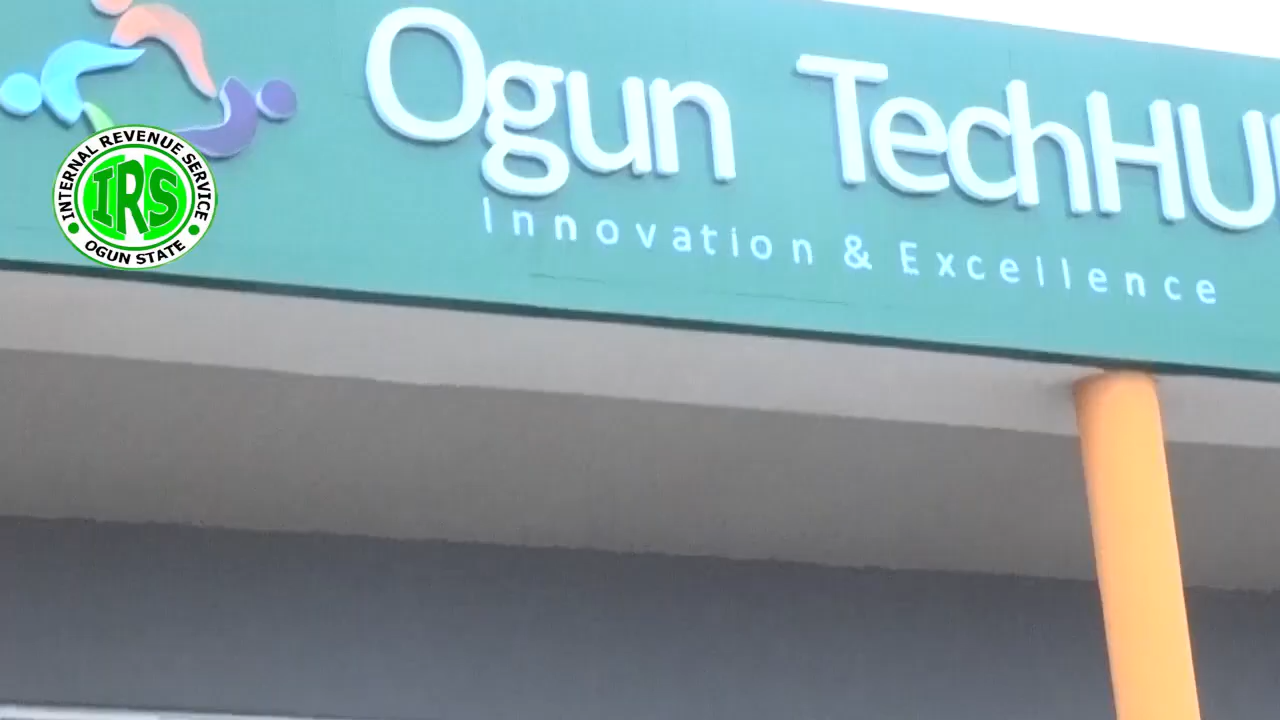 Ogun TechHU
Innovation & Excellence
INTERNAL REVENUE SERVICE
IRS
OGUN STATE